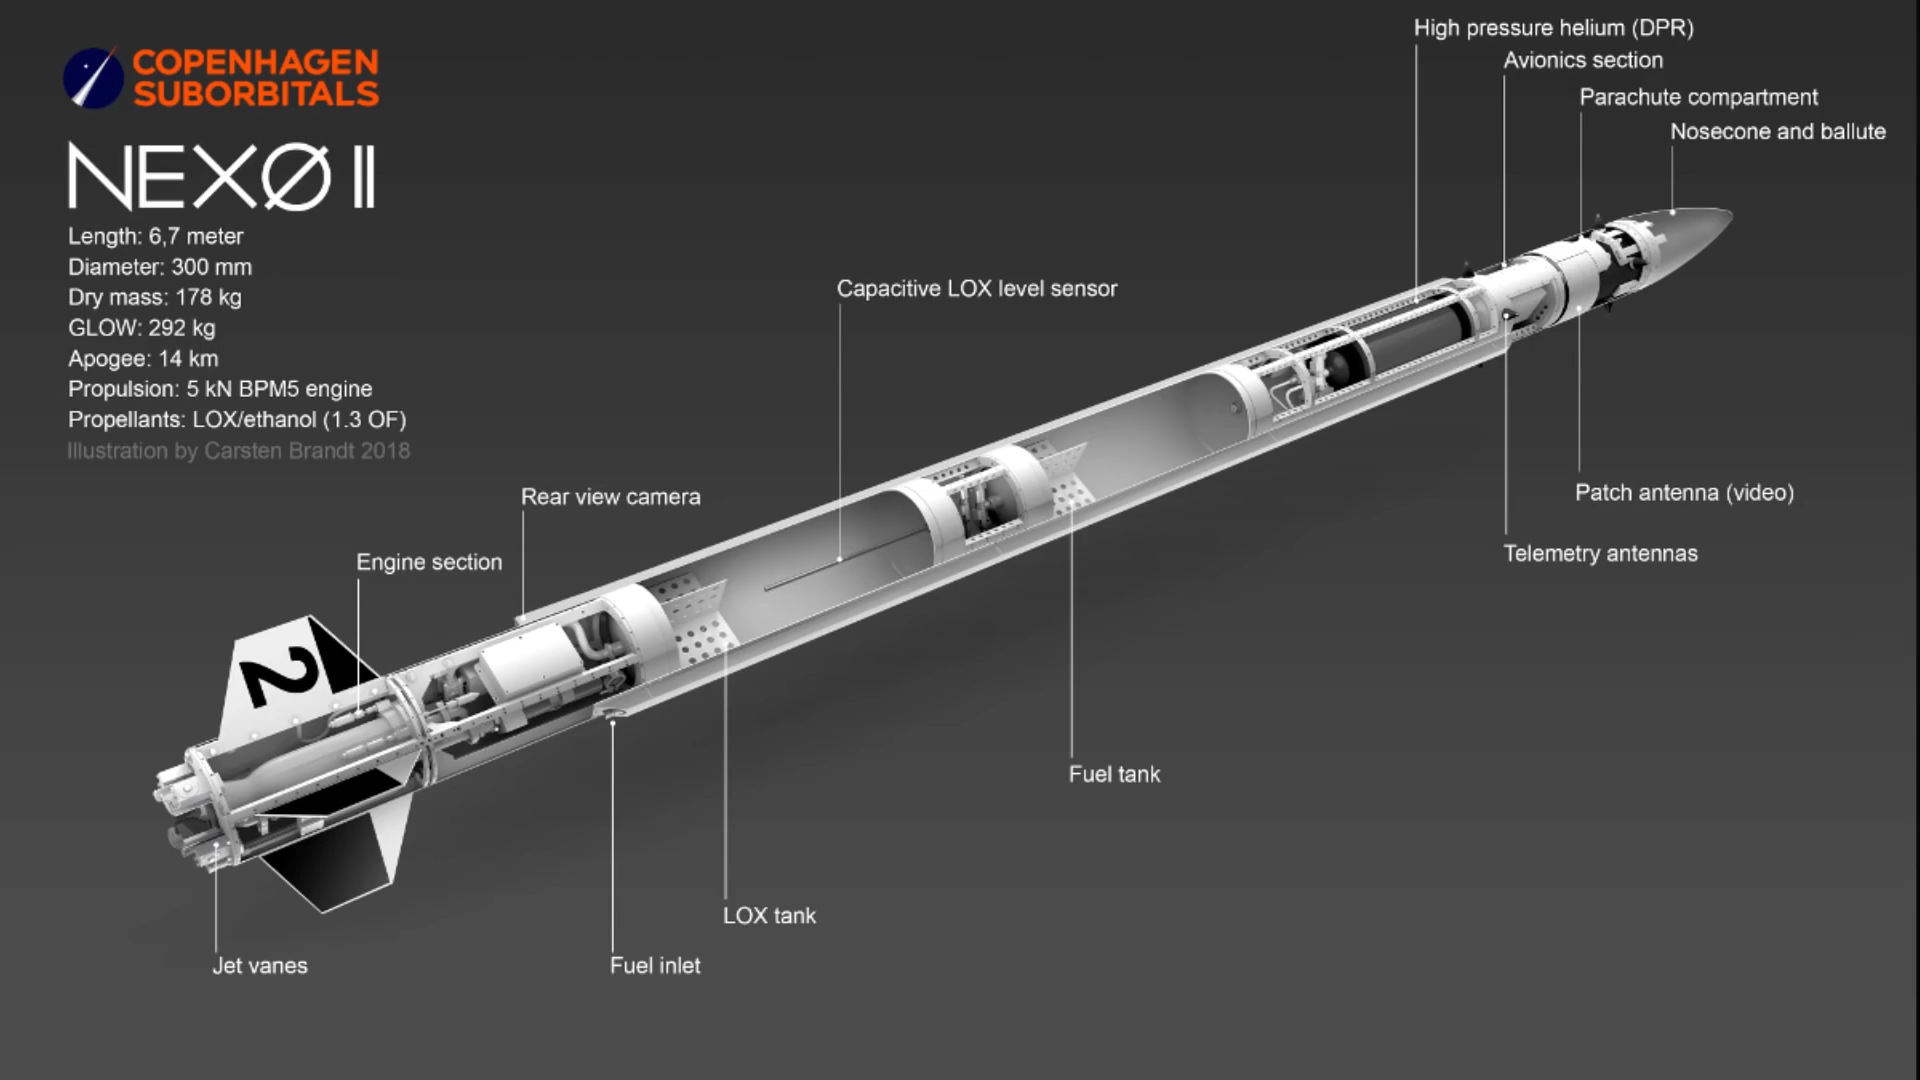 COPENHAGEN
SUBORBITALS
NEXØ II
Length: 6,7 meter
Diameter: 300 mm
Dry mass: 178 kg
GLOW: 292 kg
Apogee: 14 km
Propulsion: 5 kN BPM5 engine
Propellants: LOX/ethanol (1.3 OF)
Illustration by Carsten Brandt 2018
High pressure helium (DPR)
Avionics section
Parachute compartment
Nosecone and ballute
Capacitive LOX level sensor
Rear view camera
Patch antenna (video)
Engine section
Telemetry antennas
2
Fuel tank
LOX tank
Jet vanes
Fuel inlet